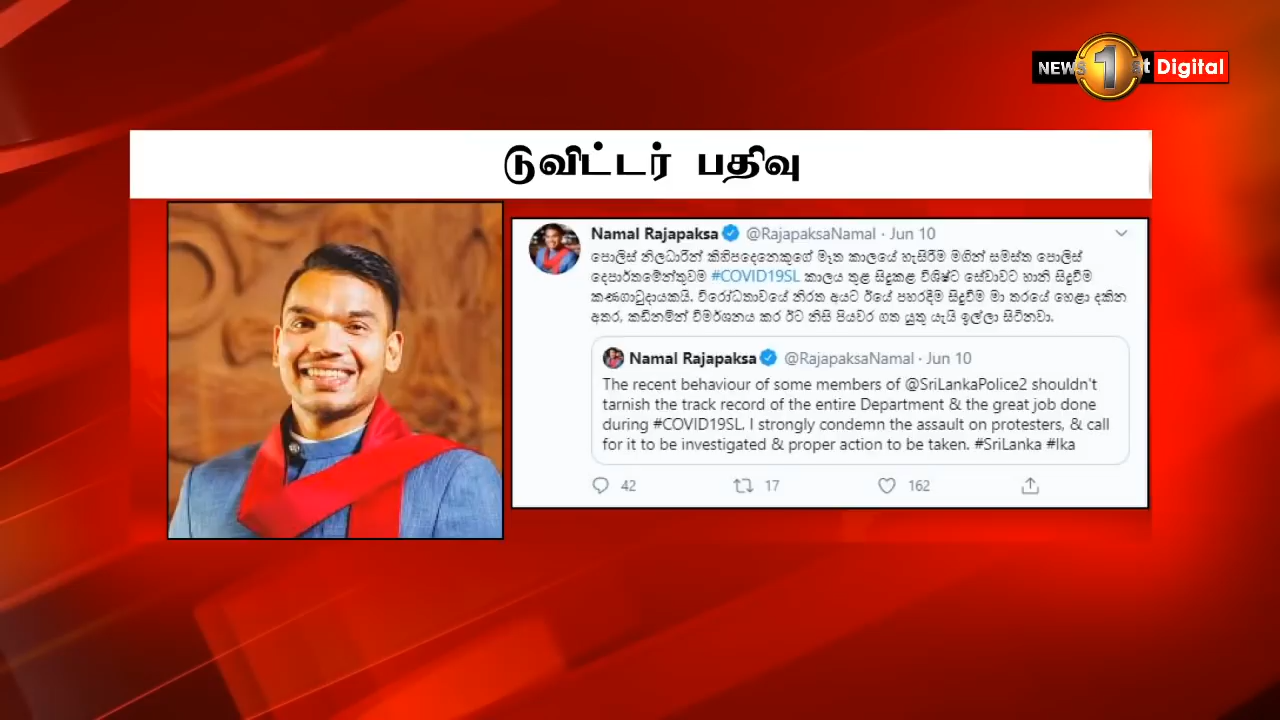 NEWS 1st Digital
டுவிட்டர் பதிவு
Namal Rajapaksa @RajapaksaNamal · Jun 10
පොලිස් නිලධාරීන් කිහිපදෙනෙකුගේ මෑත කාලයේ හැසිරීම මගින් සමස්ත පොලිස්
දෙපාර්තමේන්තුවම #COVID19SL කාලය තුළ සිදුකළ විශිෂ්ට සේවාවට හානි සිදුවීම
කණගාටුදායකයි. විරෝධතාවයේ නිරත අයට ඊයේ පහරදීම සිදුවීම මා තරයේ හෙළා දකින
අතර, කඩිනමින් විමර්ශනය කර ඊට නිසි පියවර ගත යුතු යැයි ඉල්ලා සිටිනවා.
Namal Rajapaksa @RajapaksaNamal · Jun 10
The recent behaviour of some members of @SriLankaPolice2 shouldn't
tarnish the track record of the entire Department & the great job done
during #COVID19SL. I strongly condemn the assault on protesters, & call
for it to be investigated & proper action to be taken. #SriLanka #lka
42 17 162